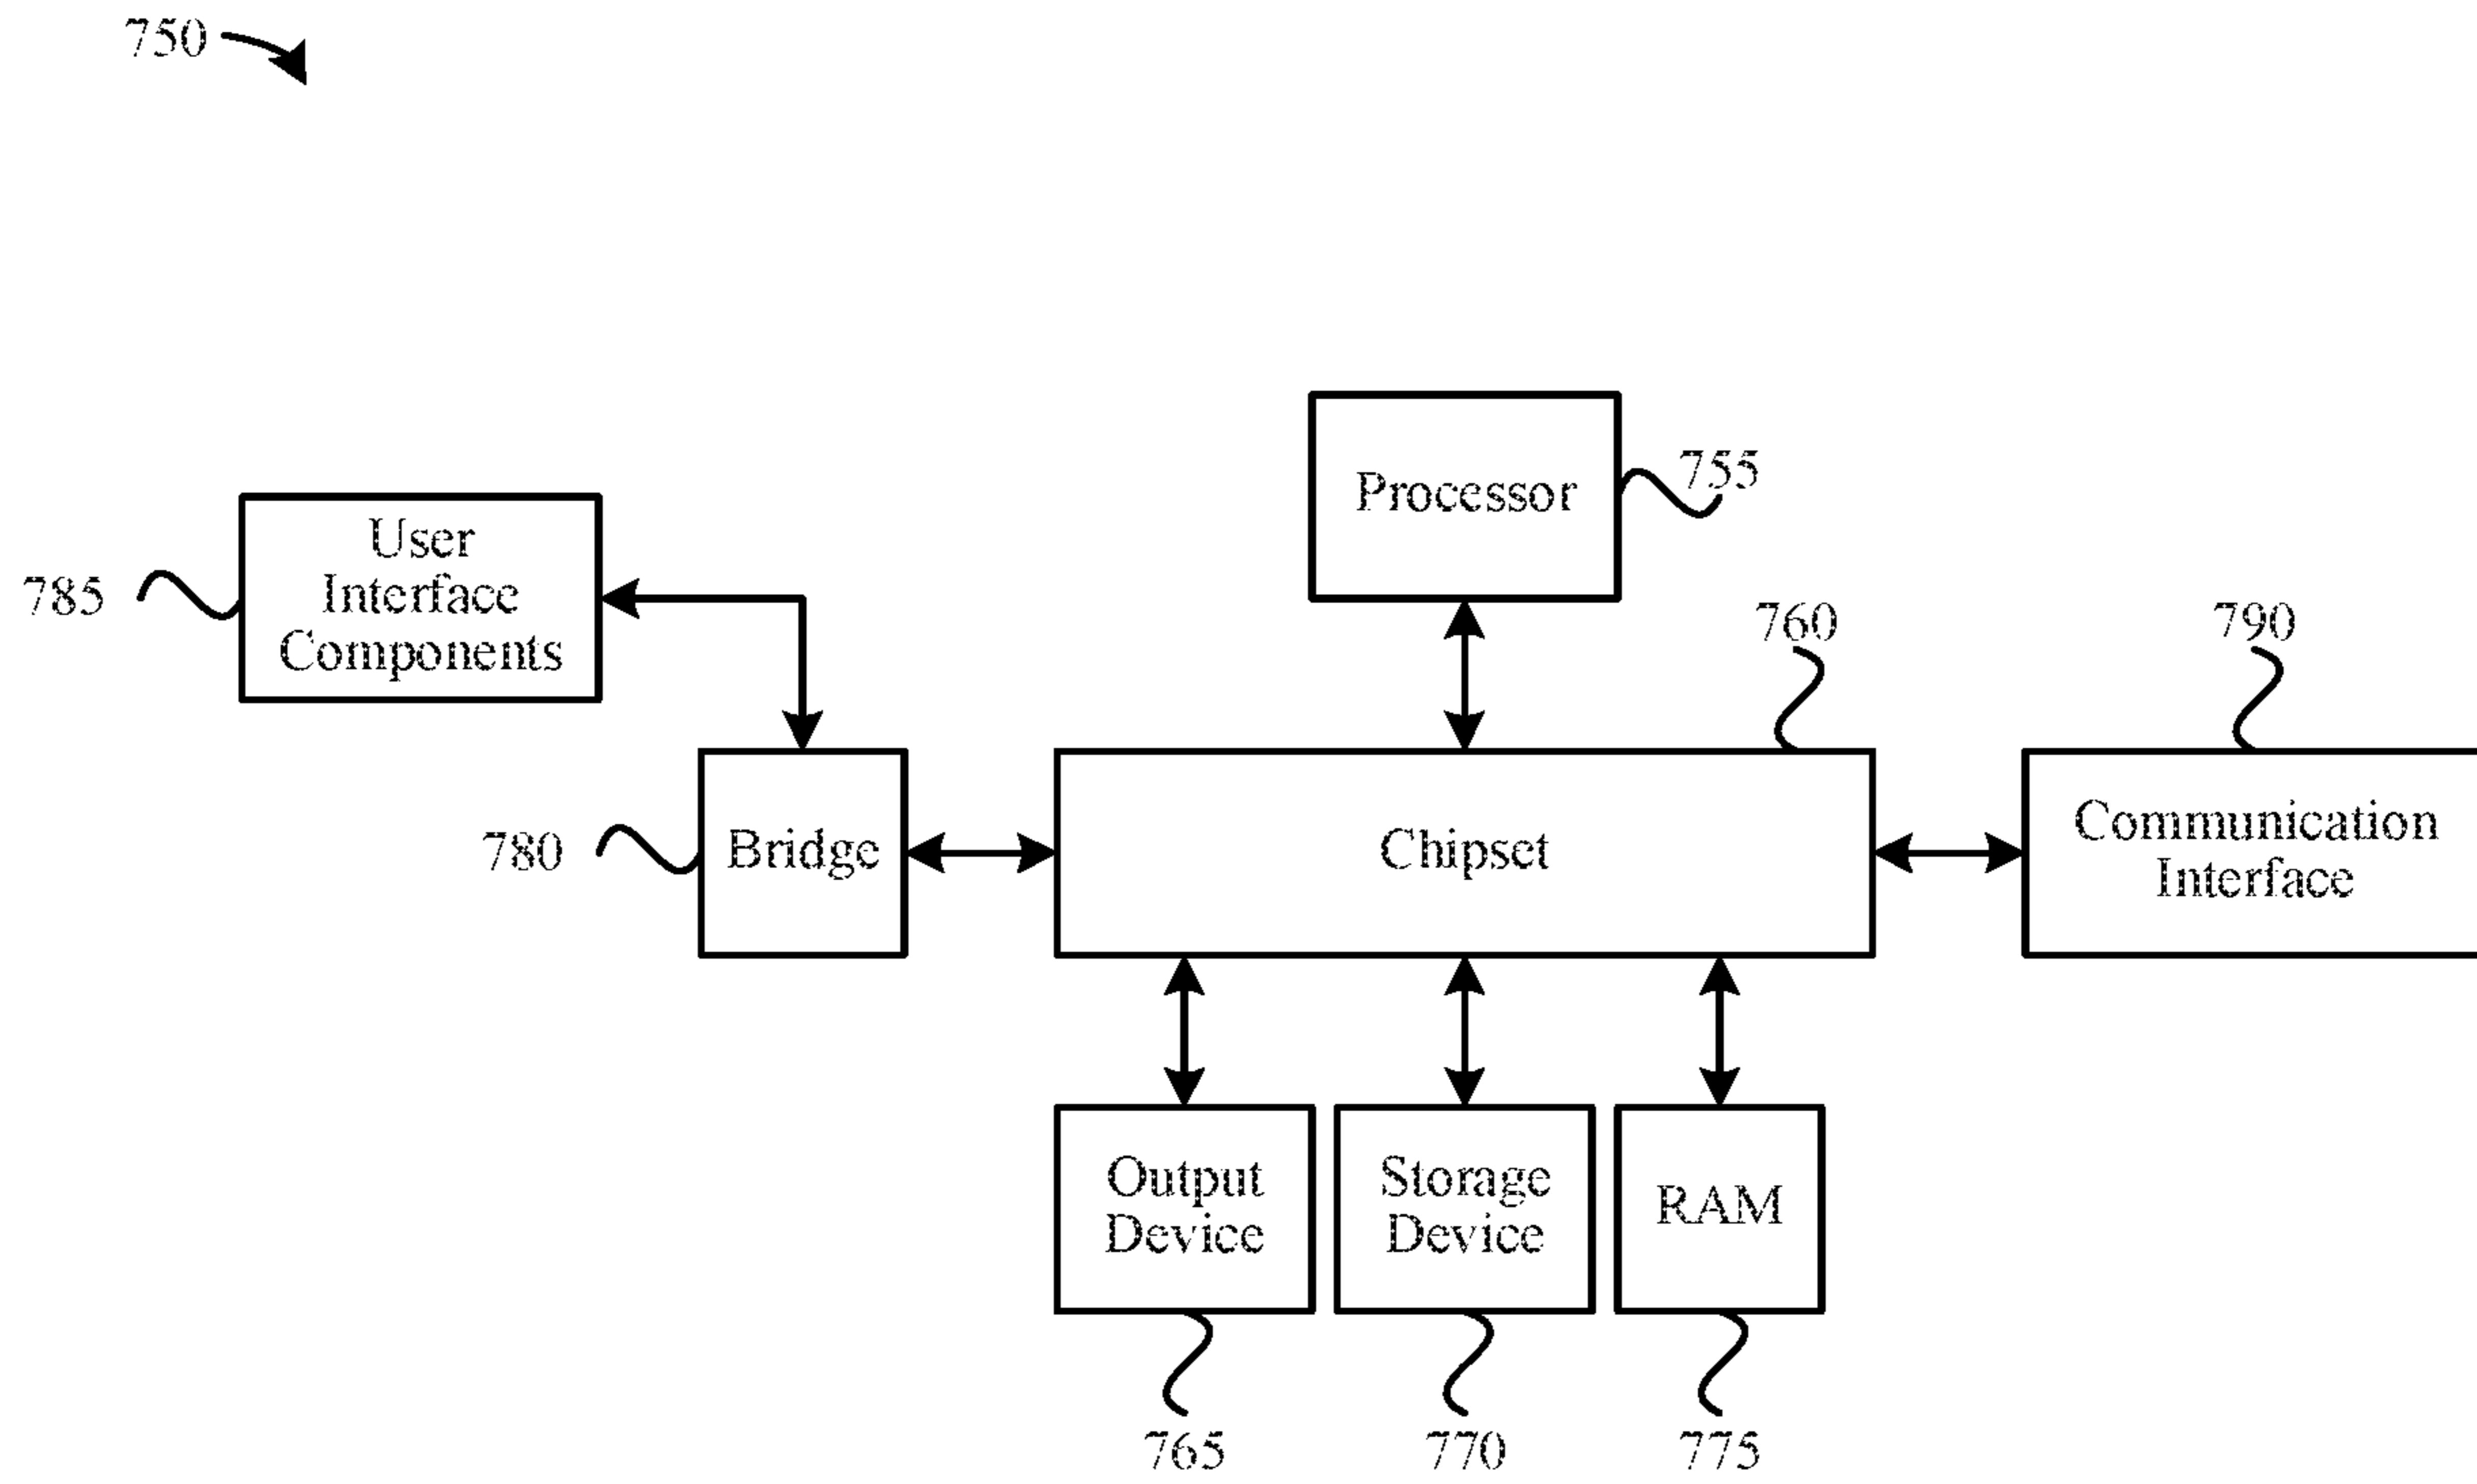 750
Processor
755
User
Interface
Components
785
760
790
Bridge
780
Chipset
Communication
Interface
Output
Device
Storage
Device
RAM
765
770
775